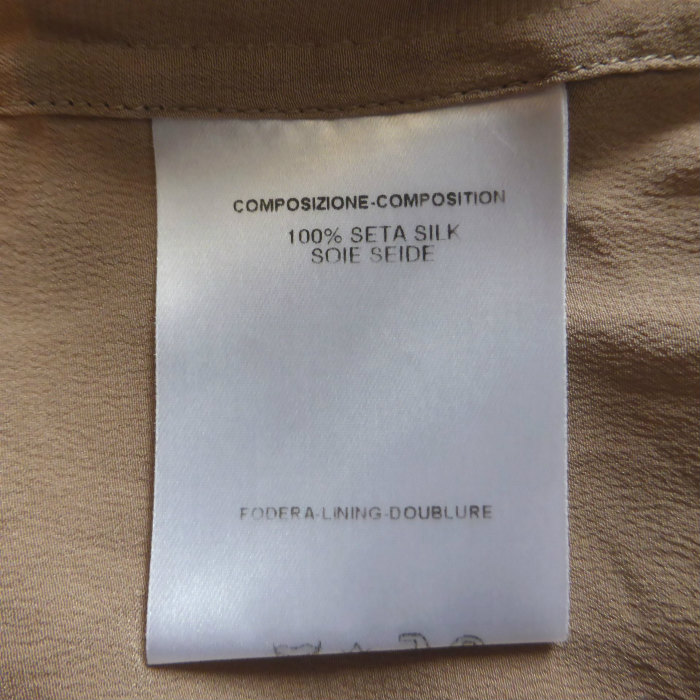 COMPOSIZIONE-COMPOSITION
100% SETA SILK
SOIE SEIDE
FODERA-LINING-DOUBLURE